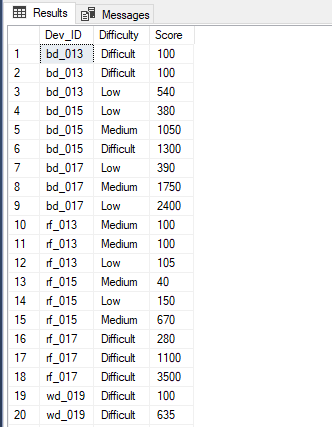 Results Messages
Dev_ID Difficulty Score
1 bd_013 Difficult 100
2 bd_013 Difficult 100
3 bd_013 Low 540
4 bd_015 Low 380
5 bd_015 Medium 1050
6 bd_015 Difficult 1300
7 bd_017 Low 390
8 bd_017 Medium 1750
9 bd_017 Low 2400
10 rf_013 Medium 100
11 rf_013 Medium 100
12 rf_013 Low 105
13 rf_015 Medium 40
14 rf_015 Low 150
15 rf_015 Medium 670
16 rf_017 Difficult 280
17 rf_017 Difficult 1100
18 rf_017 Difficult 3500
19 wd_019 Difficult 100
20 wd_019 Difficult 635